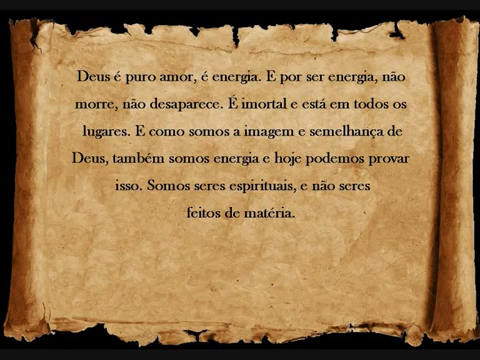 Deus é puro amor, é energia. E por ser energia, não
morre, não desaparece. É imortal e está em todos os
lugares. E como somos a imagem e semelhança de
Deus, também somos energia e hoje podemos provar
isso. Somos seres espirituais, e não seres
feitos de matéria.